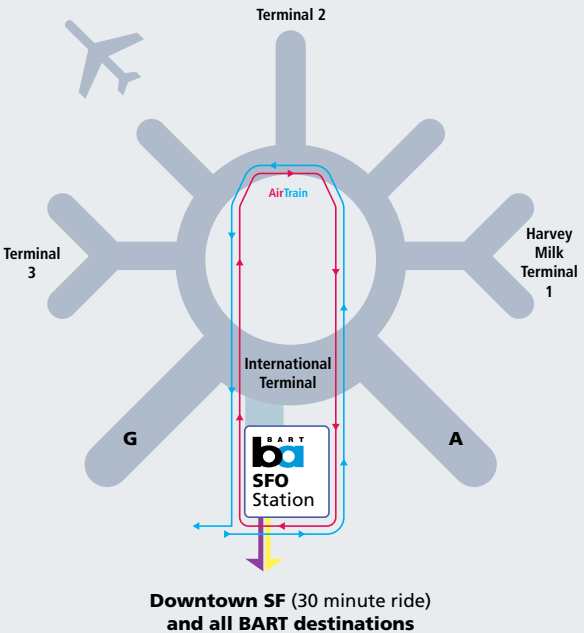 Terminal 2
AirTrain
Terminal
3
Harvey
Milk
Terminal
1
International
Terminal
G
A
BART
ba
SFO
Station
Downtown SF (30 minute ride)
and all BART destinations